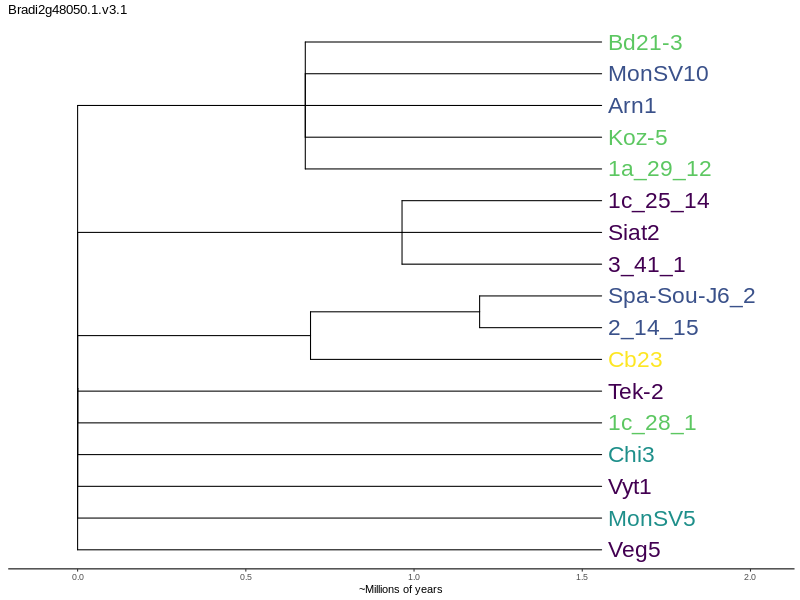 Bradi2g48050.1.v3.1
Bd21-3
MonSV10
Arn1
Koz-5
1a_29_12
1c_25_14
Siat2
3_41_1
Spa-Sou-J6_2
2_14_15
Cb23
Tek-2
1c_28_1
Chi3
Vyt1
MonSV5
Veg5
0.0 0.5 1.0 1.5 2.0
~Millions of years